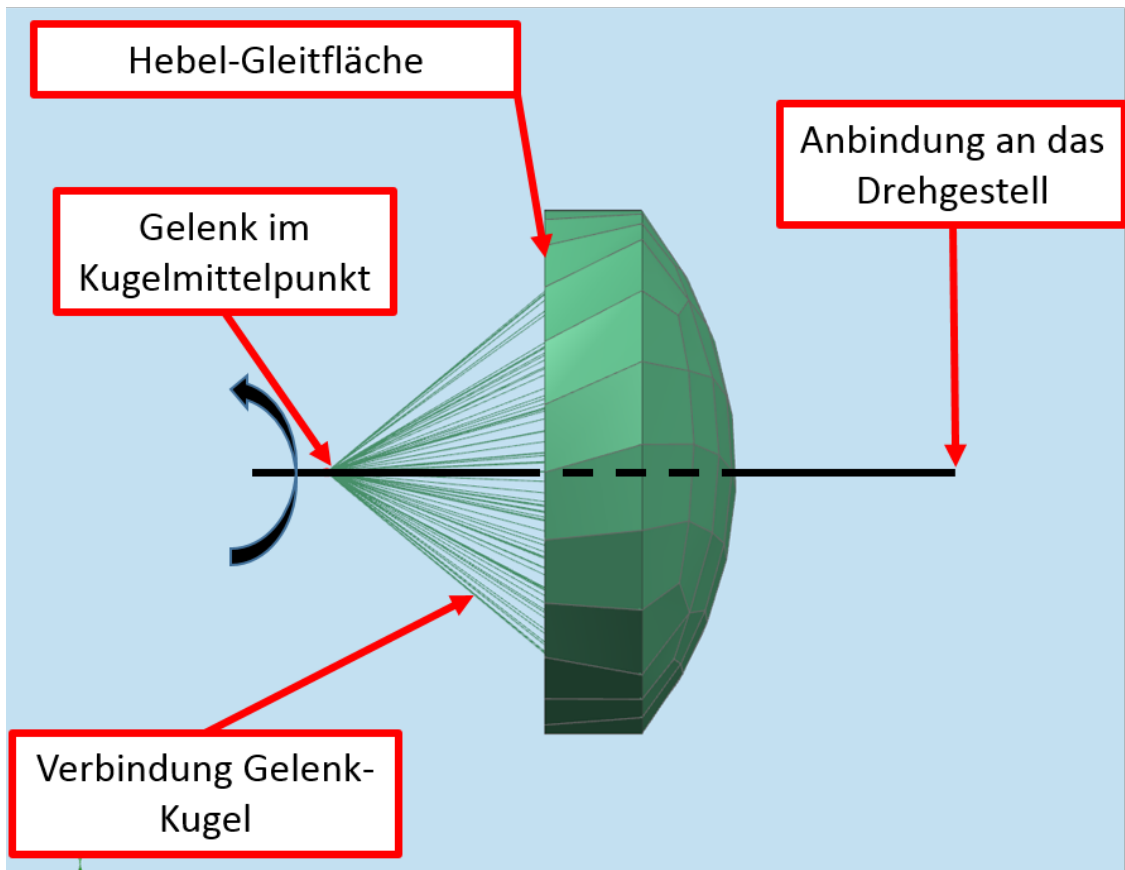 Hebel-Gleitfläche
Anbindung an das
Drehgestell
Gelenk im
Kugelmittelpunkt
Verbindung Gelenk-
Kugel